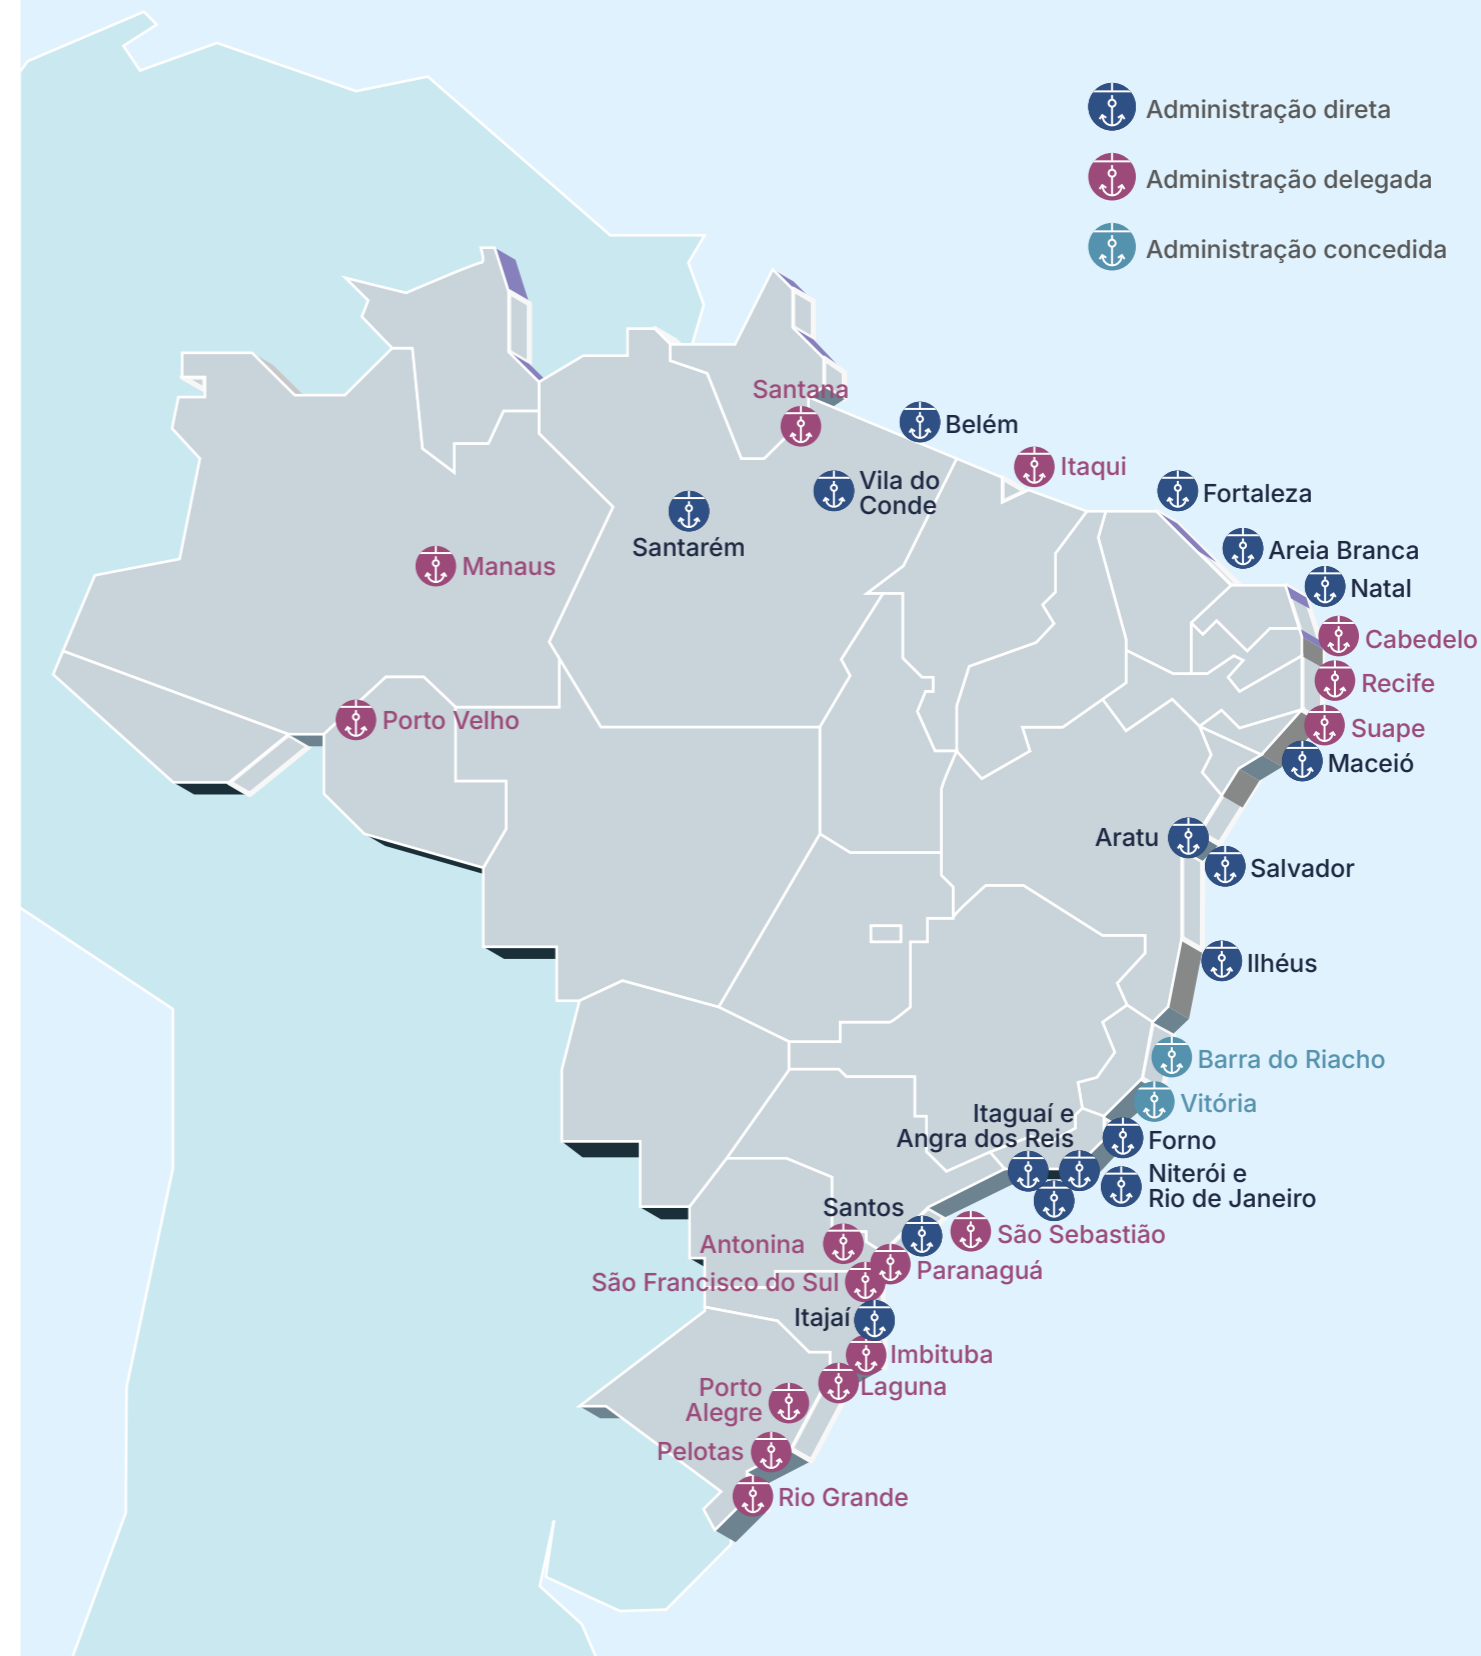 Administração direta
Administração delegada
Administração concedida
Santana
Belém
Itaqui
Vila do
Conde
Fortaleza
Santarém
Areia Branca
Manaus
Natal
Cabedelo
Recife
Porto Velho
Suape
Maceió
Aratu
Salvador
Ilhéus
Barra do Riacho
Vitória
Itaguaí e
Angra dos Reis
Forno
Niterói e
Rio de Janeiro
Santos
São Sebastião
Antonina
Paranaguá
São Francisco do Sul
Itajaí
Imbituba
Laguna
Porto
Alegre
Pelotas
Rio Grande